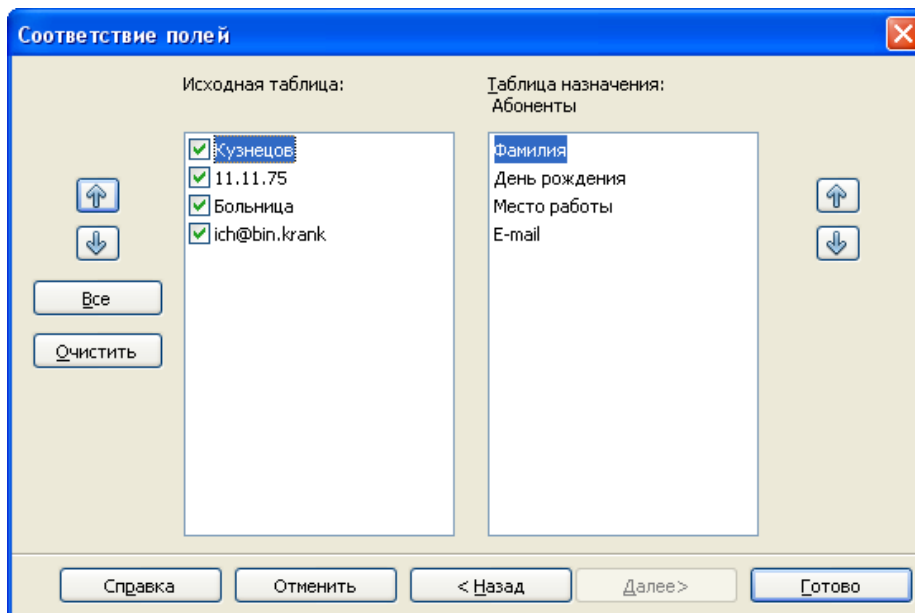 Соответствие полей
Исходная таблица:
Таблица назначения:
Абоненты
Кузнецов
11.11.75
Больница
ich@bin.krank
Фамилия
День рождения
Место работы
E-mail
Все
Очистить
Справка
Отменить
< Назад
Далее>
Готово